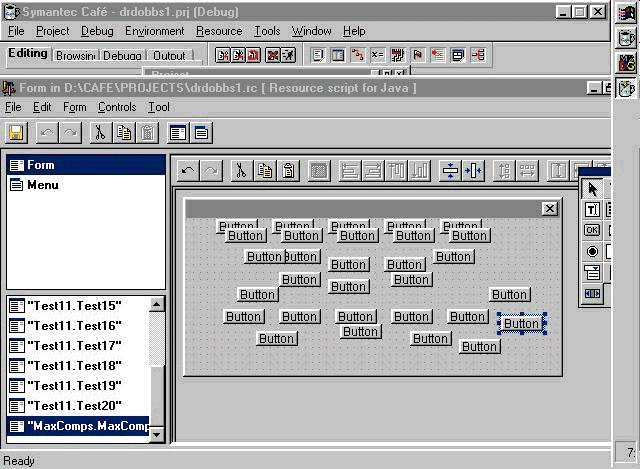 Symantec Café - drdobbs1.prj (Debug)
File Project Debug Environment Resource Tools Window Help
Editing Browsing Debugg Output
Project
Form in D:\CAFE\PROJECTS\drdobbs1.rc [ Resource script for Java ]
File Edit Form Controls Tools
Form
Menu
Button Button Button Button Button
Button Button Button Button Button
Button Button Button
Button Button
Button Button Button
Button Button
Button Button Button Button Button Button
Button
Button Button
Button
"Test11.Test15"
"Test11.Test16"
"Test11.Test17"
"Test11.Test18"
"Test11.Test19"
"Test11.Test20"
"MaxComps.MaxComp
OK
Ready
7: